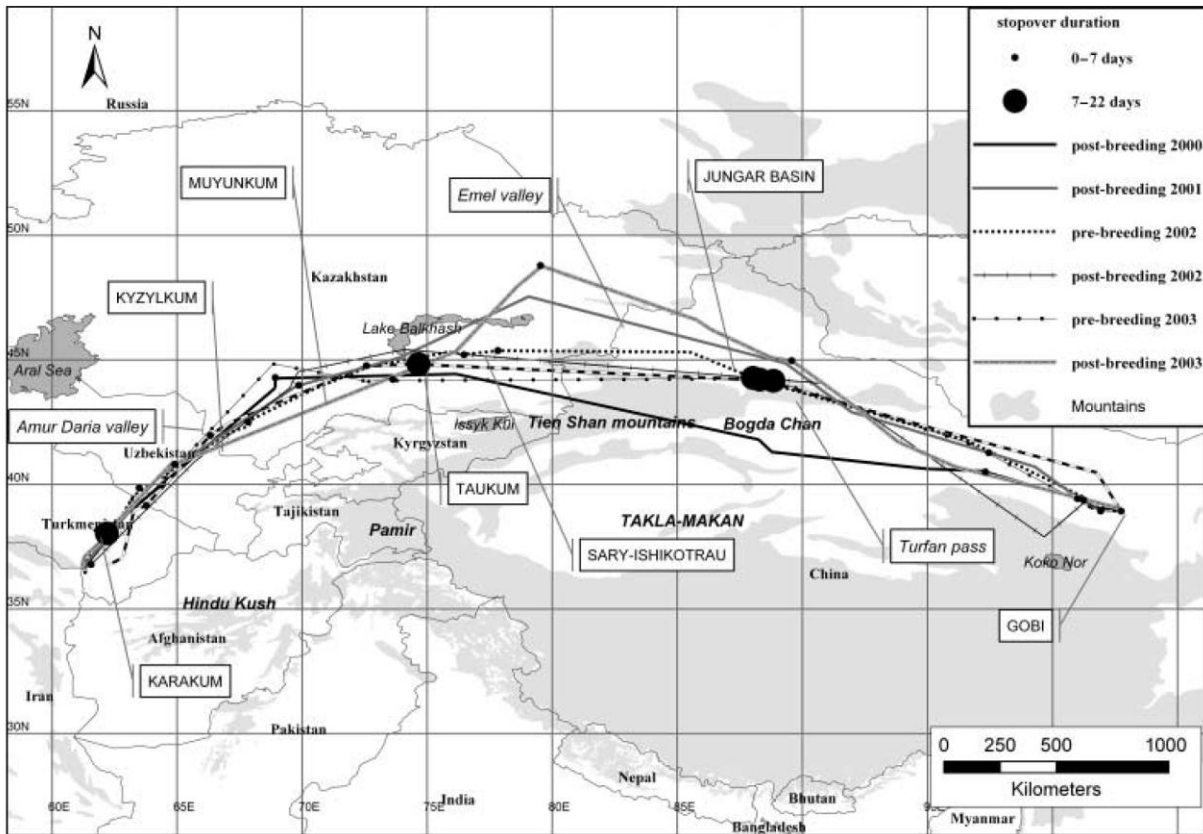 N
Russia
55N
50N
45N
40N
35N
30N
60E
65E
70E
75E
80E
85E
MUYUNKUM
Emel valley
JUNGAR BASIN
Kazakhstan
KYZYLKUM
Lake Balkhash
Aral Sea
Amur Daria valley
Issyk Kül
Tien Shan mountains
Bogda Chan
Uzbekistan
Kyrgyzstan
TAUKUM
Turkmenistan
Tajikistan
Pamir
TAKLA-MAKAN
SARY-ISHIKOTRAU
Turfan pass
China
Koko Nor
Hindu Kush
GOBI
Afghanistan
KARAKUM
Iran
Pakistan
Nepal
India
Bhutan
Bangladesh
Myanmar
stopover duration
0–7 days
7–22 days
post-breeding 2000
post-breeding 2001
pre-breeding 2002
post-breeding 2002
pre-breeding 2003
post-breeding 2003
Mountains
0 250 500 1000
Kilometers